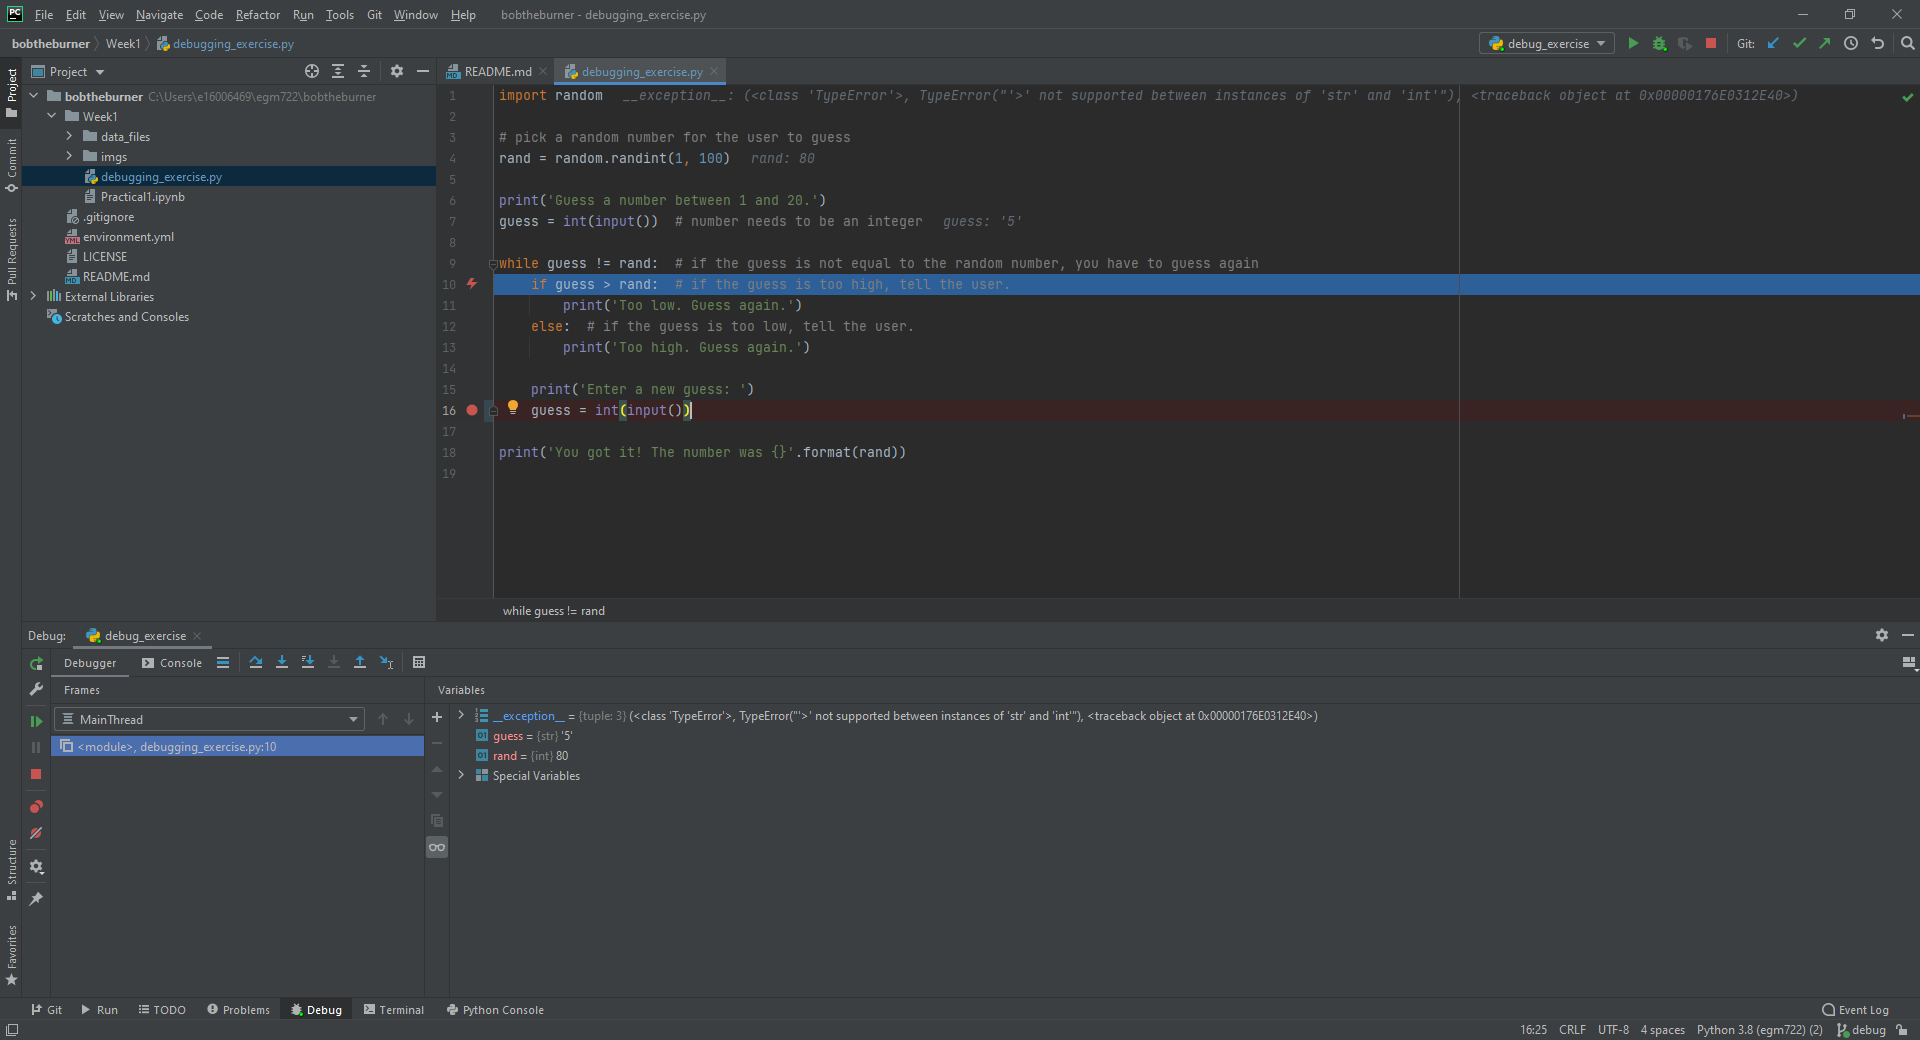 PC File Edit View Navigate Code Refactor Run Tools Git Window Help bobtheburner - debugging_exercise.py
bobtheburner Week1 debugging_exercise.py debug_exercise Git:
Project
Commit
Pull Requests
Structure
Favorites
Project
bobtheburner C:\Users\e16006469\egm722\bobtheburner
Week1
data_files
imgs
debugging_exercise.py
Practical1.ipynb
.gitignore
environment.yml
LICENSE
README.md
External Libraries
Scratches and Consoles
README.md debugging_exercise.py
1 import random __exception__: (<class 'TypeError'>, TypeError("'>' not supported between instances of 'str' and 'int'"), <traceback object at 0x00000176E0312E40>)
2
3 # pick a random number for the user to guess
4 rand = random.randint(1, 100) rand: 80
5
6 print('Guess a number between 1 and 20.')
7 guess = int(input()) # number needs to be an integer guess: '5'
8
9 while guess != rand: # if the guess is not equal to the random number, you have to guess again
10 if guess > rand: # if the guess is too high, tell the user.
11 print('Too low. Guess again.')
12 else: # if the guess is too low, tell the user.
13 print('Too high. Guess again.')
14
15 print('Enter a new guess: ')
16 guess = int(input())
17
18 print('You got it! The number was {}'.format(rand))
19
while guess != rand
Debug: debug_exercise
Debugger Console
Frames
MainThread
<module>, debugging_exercise.py:10
Variables
__exception__ = {tuple: 3} (<class 'TypeError'>, TypeError("'>' not supported between instances of 'str' and 'int'"), <traceback object at 0x00000176E0312E40>)
guess = {str} '5'
rand = {int} 80
Special Variables
Git Run TODO Problems Debug Terminal Python Console Event Log
16:25 CRLF UTF-8 4 spaces Python 3.8 (egm722) (2) debug